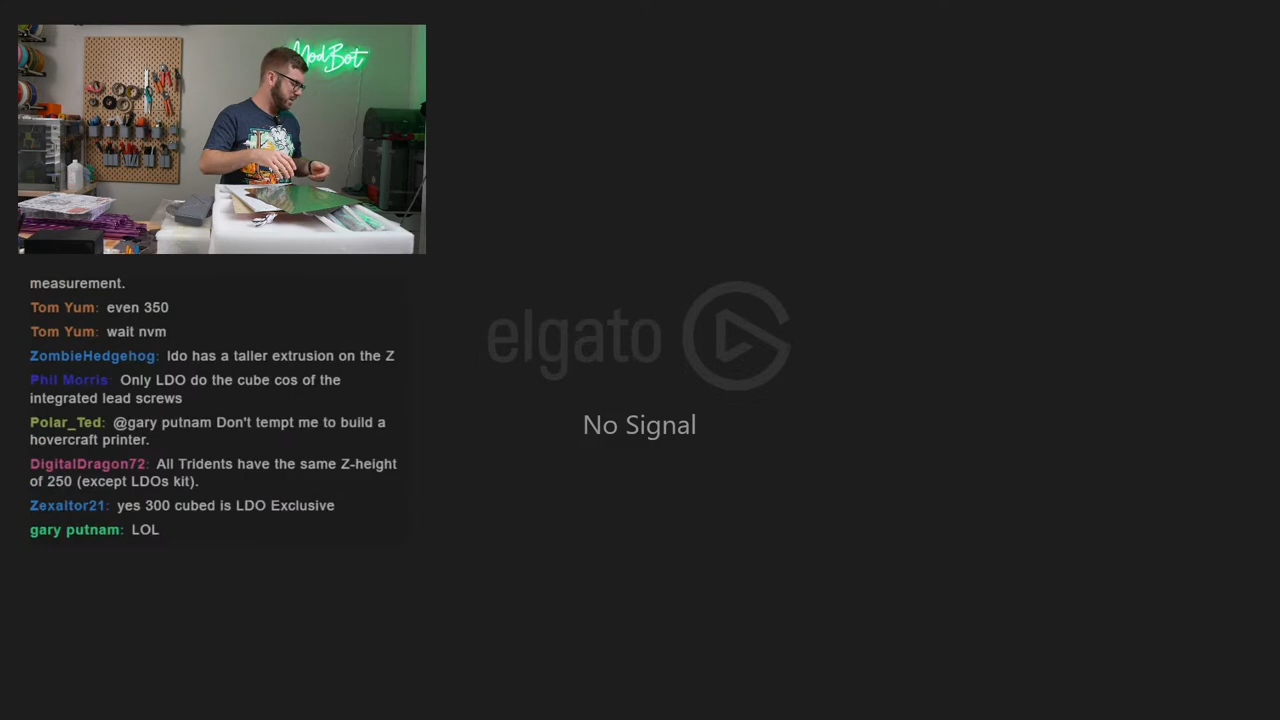 ModBot
measurement.
Tom Yum: even 350
Tom Yum: wait nvm
ZombieHedgehog: ldo has a taller extrusion on the Z
Phil Morris: Only LDO do the cube cos of the
integrated lead screws
Polar_Ted: @gary putnam Don't tempt me to build a
hovercraft printer.
DigitalDragon72: All Tridents have the same Z-height
of 250 (except LDOs kit).
Zexaltor21: yes 300 cubed is LDO Exclusive
gary putnam: LOL
elgato
No Signal